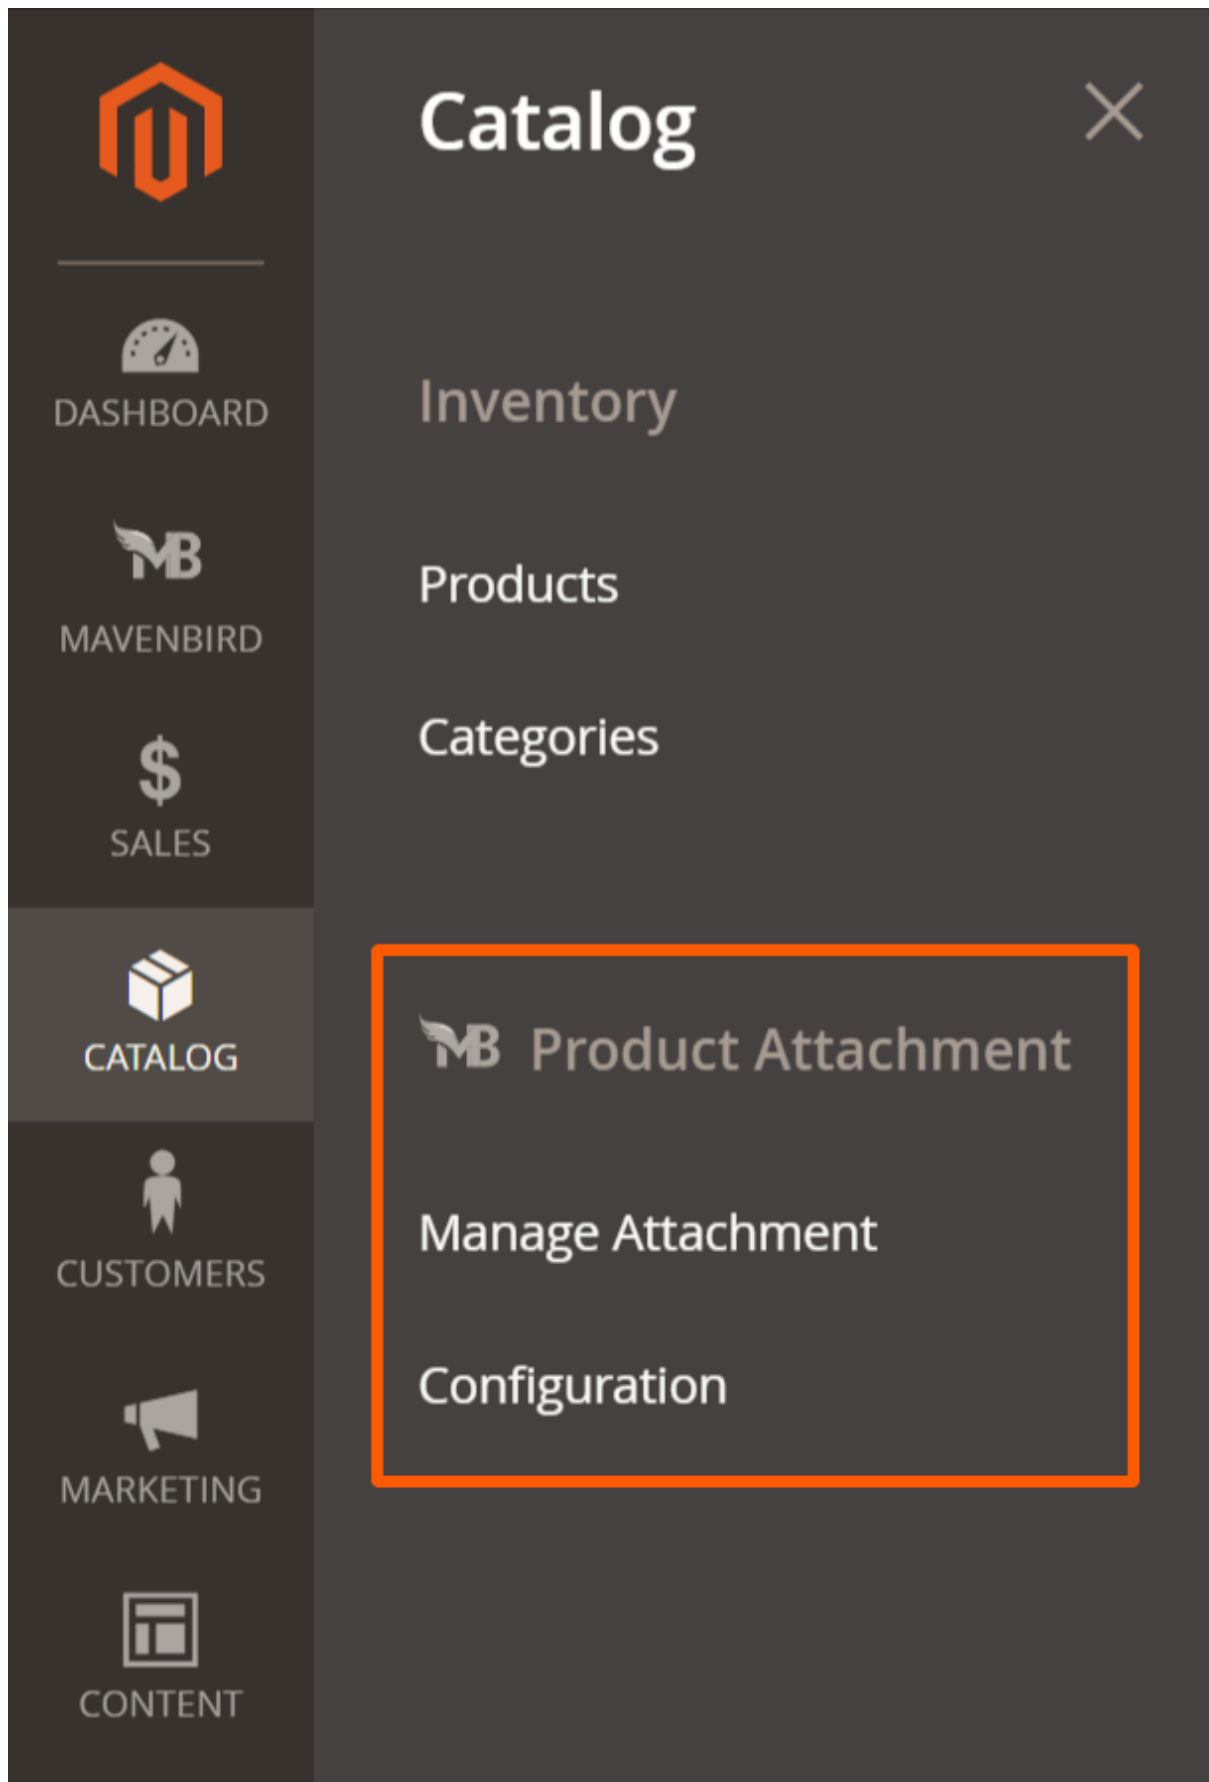 DASHBOARD
MB
MAVENBIRD
$
SALES
CATALOG
CUSTOMERS
MARKETING
CONTENT
Catalog
Inventory
Products
Categories
MB Product Attachment
Manage Attachment
Configuration